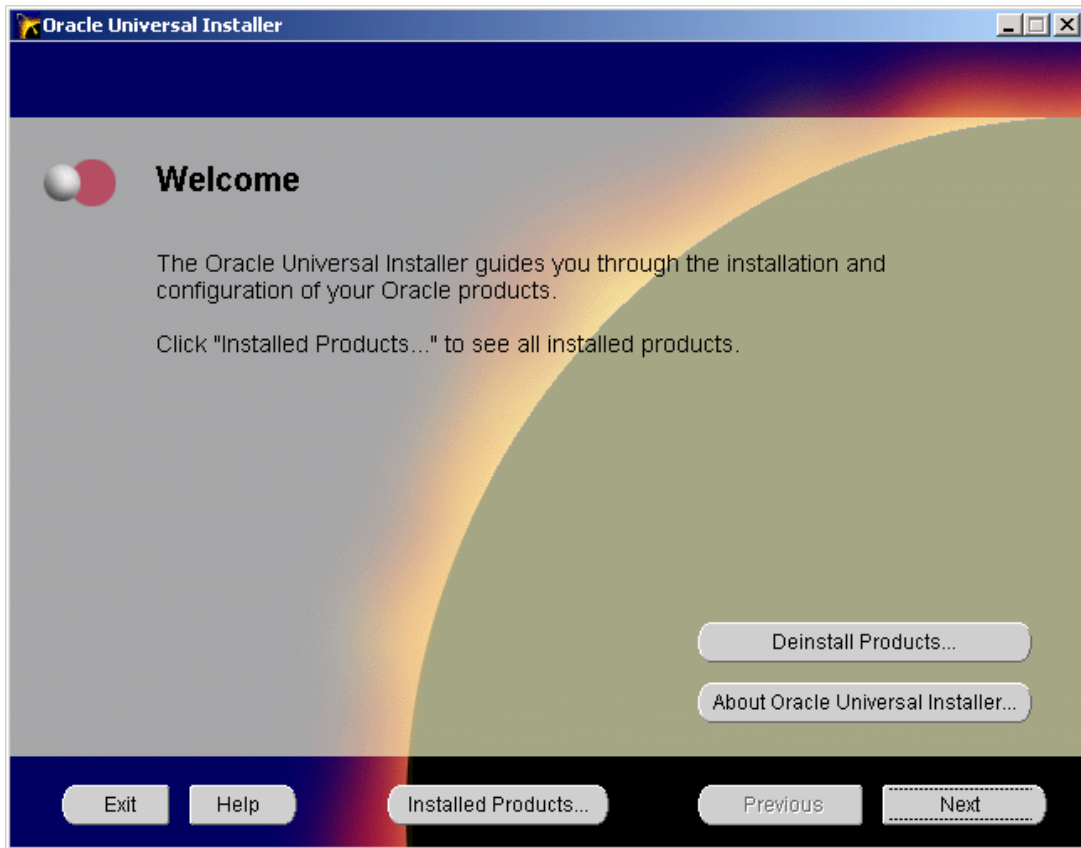 Oracle Universal Installer
Welcome
The Oracle Universal Installer guides you through the installation and
configuration of your Oracle products.
Click "Installed Products..." to see all installed products.
Deinstall Products...
About Oracle Universal Installer...
Exit
Help
Installed Products...
Previous
Next